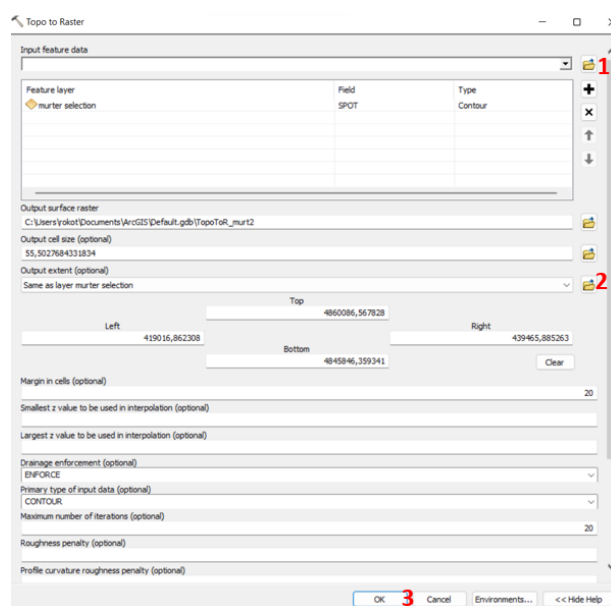 Topo to Raster
Input feature data
1
Feature layer Field Type
murter selection SPOT Contour
Output surface raster
C:\Users\rokot\Documents\ArcGIS\Default.gdb\TopoToR_murt2
Output cell size (optional)
55,5027684331834
Output extent (optional)
Same as layer murter selection
2
Top
4860086,567828
Left Right
419016,862308 439465,885263
Bottom
4845846,359341 Clear
Margin in cells (optional)
20
Smallest z value to be used in interpolation (optional)
Largest z value to be used in interpolation (optional)
Drainage enforcement (optional)
ENFORCE
Primary type of input data (optional)
CONTOUR
Maximum number of iterations (optional)
20
Roughness penalty (optional)
Profile curvature roughness penalty (optional)
OK 3 Cancel Environments... << Hide Help